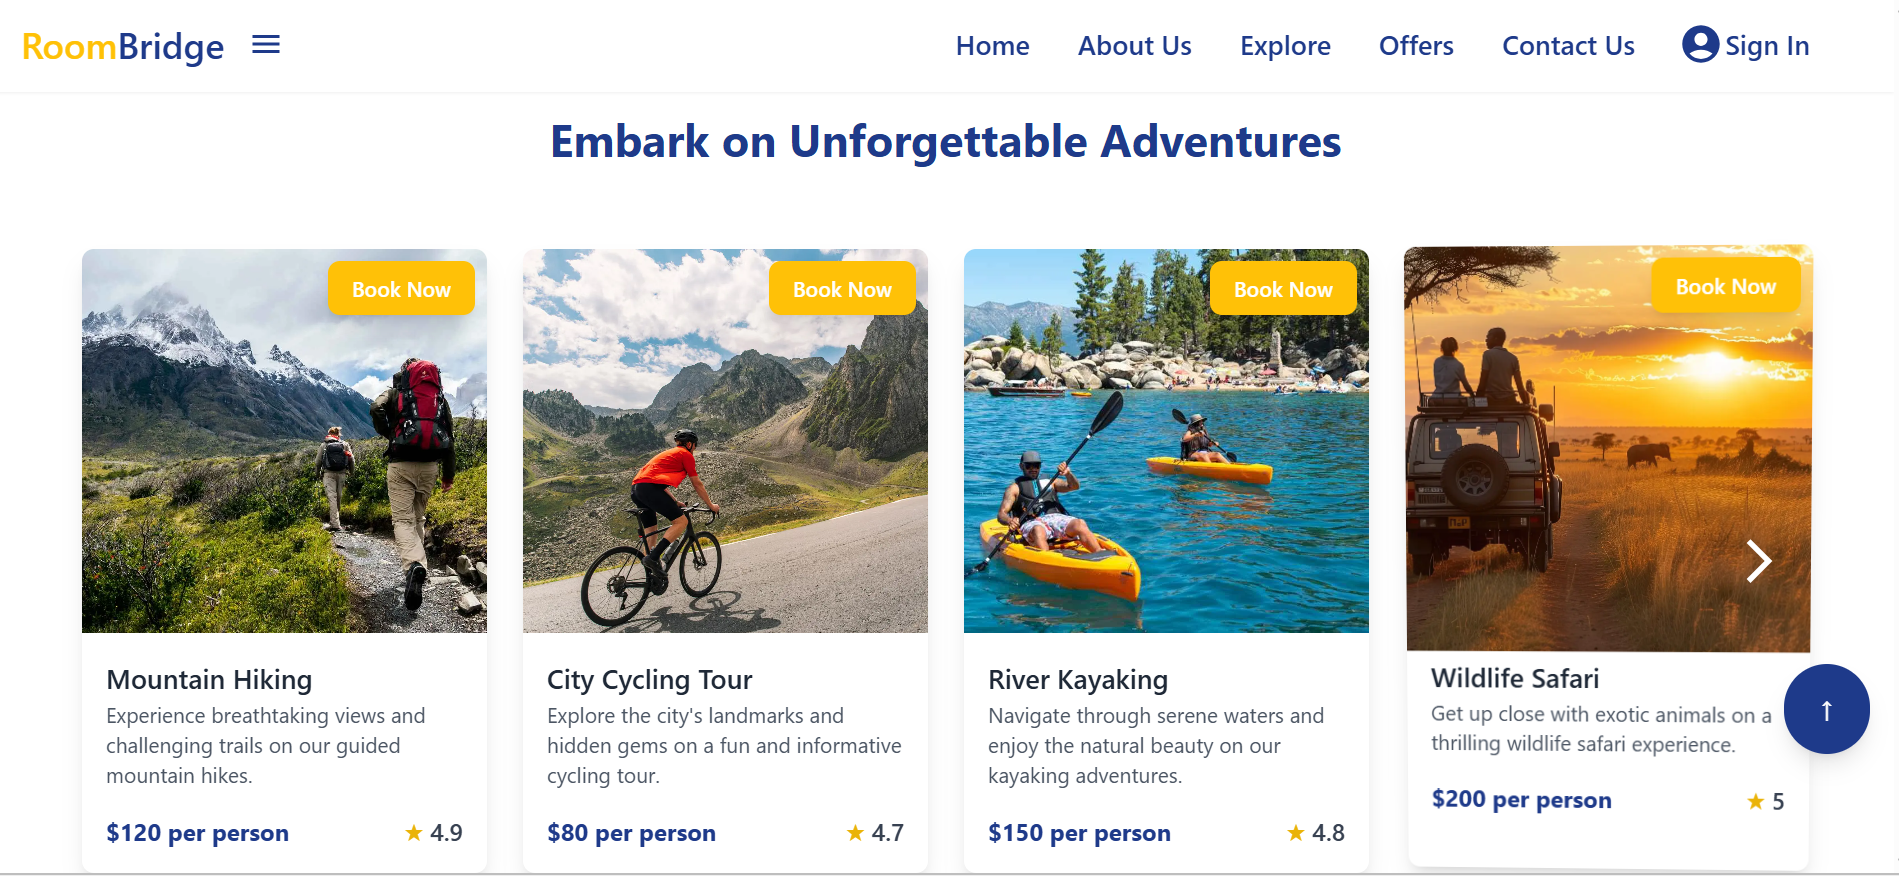 RoomBridge
Home
About Us
Explore
Offers
Contact Us
Sign In
Embark on Unforgettable Adventures
Book Now
Mountain Hiking
Experience breathtaking views and
challenging trails on our guided
mountain hikes.
$120 per person
★ 4.9
Book Now
City Cycling Tour
Explore the city's landmarks and
hidden gems on a fun and informative
cycling tour.
$80 per person
★ 4.7
Book Now
River Kayaking
Navigate through serene waters and
enjoy the natural beauty on our
kayaking adventures.
$150 per person
★ 4.8
Book Now
Wildlife Safari
Get up close with exotic animals on a
thrilling wildlife safari experience.
$200 per person
★ 5
↑